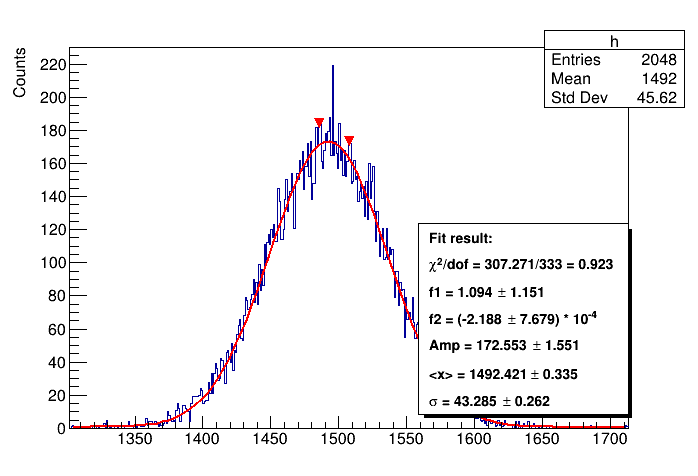 h
Entries 2048
Mean 1492
Std Dev 45.62
Counts
220
200
180
160
140
120
100
80
60
40
20
0
Fit result:
χ²/dof = 307.271/333 = 0.923
f1 = 1.094 ± 1.151
f2 = (-2.188 ± 7.679) * 10⁻⁴
Amp = 172.553 ± 1.551
<x> = 1492.421 ± 0.335
σ = 43.285 ± 0.262
1350 1400 1450 1500 1550 1600 1650 1700